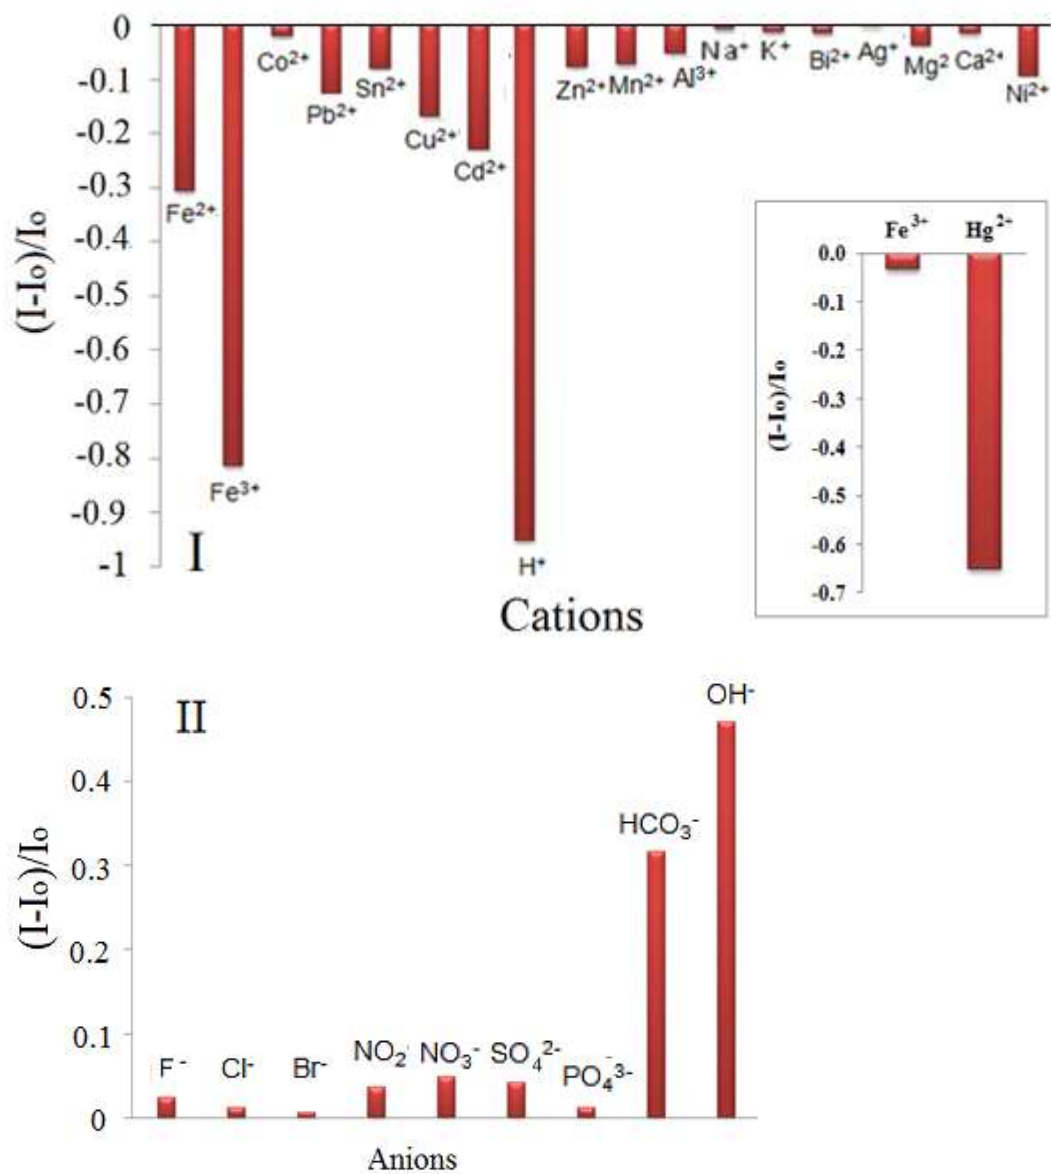 0
-0.1
-0.2
-0.3
-0.4
-0.5
-0.6
-0.7
-0.8
-0.9
-1
(I-Io)/Io
Fe²⁺
Fe³⁺
Co²⁺
Pb²⁺
Sn²⁺
Cu²⁺
Cd²⁺
H⁺
Zn²⁺
Mn²⁺
Al³⁺
Na⁺
K⁺
Bi²⁺
Ag⁺
Mg²
Ca²⁺
Ni²⁺
I
Cations
Fe³⁺ Hg²⁺
0.0
-0.1
-0.2
-0.3
-0.4
-0.5
-0.6
-0.7
(I-Io)/Io
II
0.5
0.4
0.3
0.2
0.1
0
(I-Io)/Io
F⁻
Cl⁻
Br⁻
NO₂
NO₃⁻
SO₄²⁻
PO₄³⁻
HCO₃⁻
OH⁻
Anions